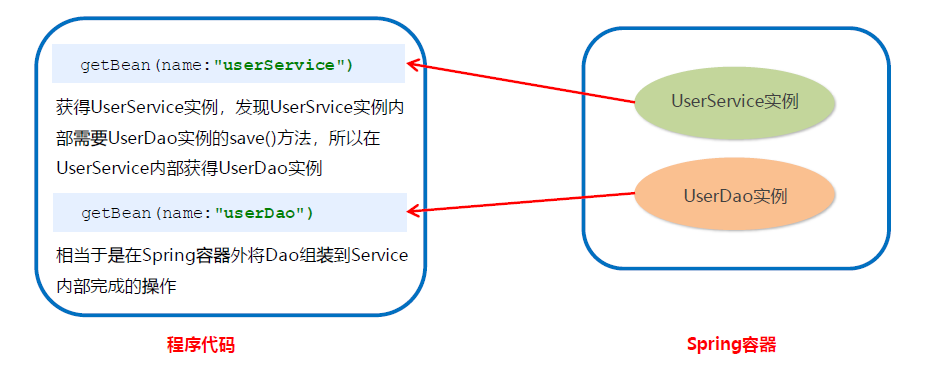 getBean(name:"userService")
获得UserService实例，发现UserSrvice实例内
部需要UserDao实例的save()方法，所以在
UserService内部获得UserDao实例
getBean(name:"userDao")
相当于是在Spring容器外将Dao组装到Service
内部完成的操作
程序代码
UserService实例
UserDao实例
Spring容器